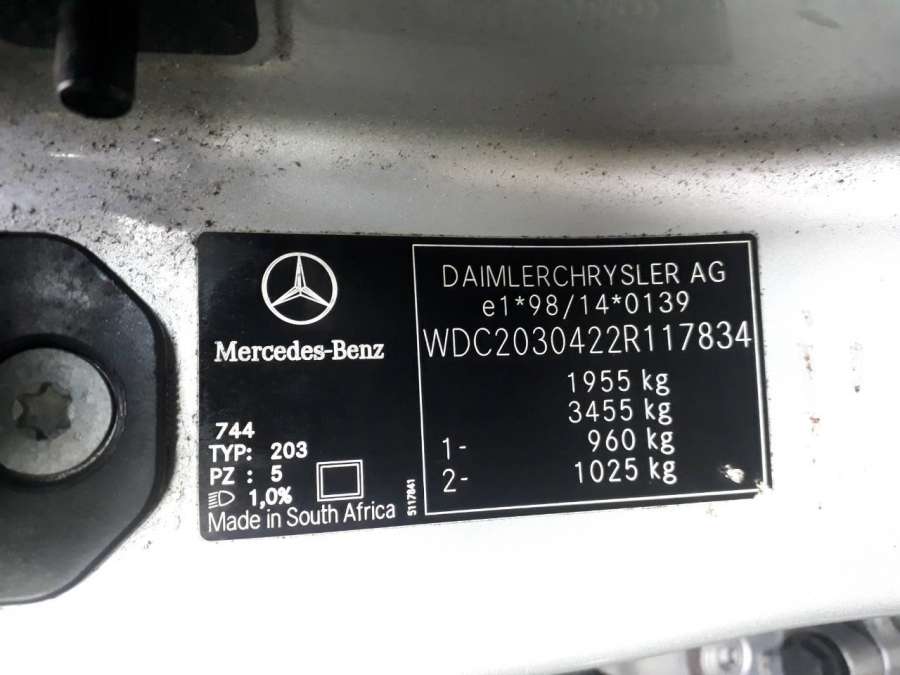 Mercedes-Benz
744
TYP: 203
PZ : 5
1,0%
Made in South Africa
5117841
DAIMLERCHRYSLER AG
e1*98/14*0139
WDC2030422R117834
1955 kg
3455 kg
1- 960 kg
2- 1025 kg